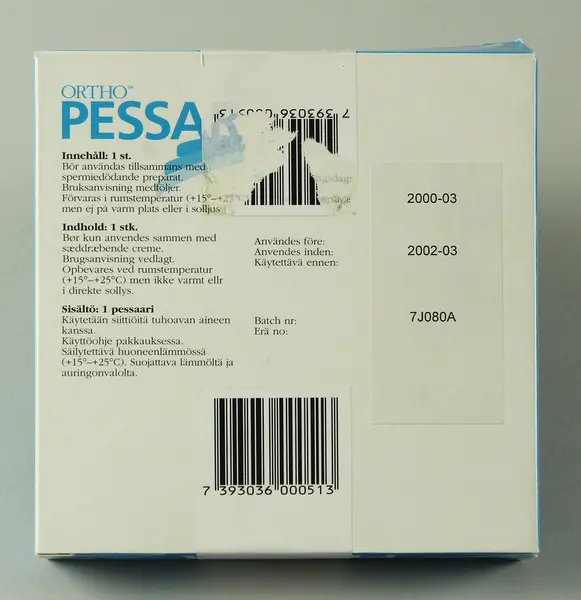 ORTHO™
PESSA
7 393036 000513
Innehåll: 1 st.
Bör användas tillsammans med
spermiedödande preparat.
Bruksanvisning medföljer.
Förvaras i rumstemperatur (+15°–+25°C)
men ej på varm plats eller i solljus
Indhold: 1 stk.
Bør kun anvendes sammen med
sæddræbende creme.
Brugsanvisning vedlagt.
Opbevares ved rumstemperatur
(+15°–+25°C) men ikke varmt ellr
i direkte sollys.
Sisältö: 1 pessaari
Käytetään siittiöitä tuhoavan aineen
kanssa.
Käyttöohje pakkauksessa.
Säilytettävä huoneenlämmössä
(+15°–+25°C). Suojattava lämmöltä ja
auringonvalolta.
Användes före:
Anvendes inden:
Käytettävä ennen:
Batch nr:
Erä no:
2000-03
2002-03
7J080A
7 393036 000513